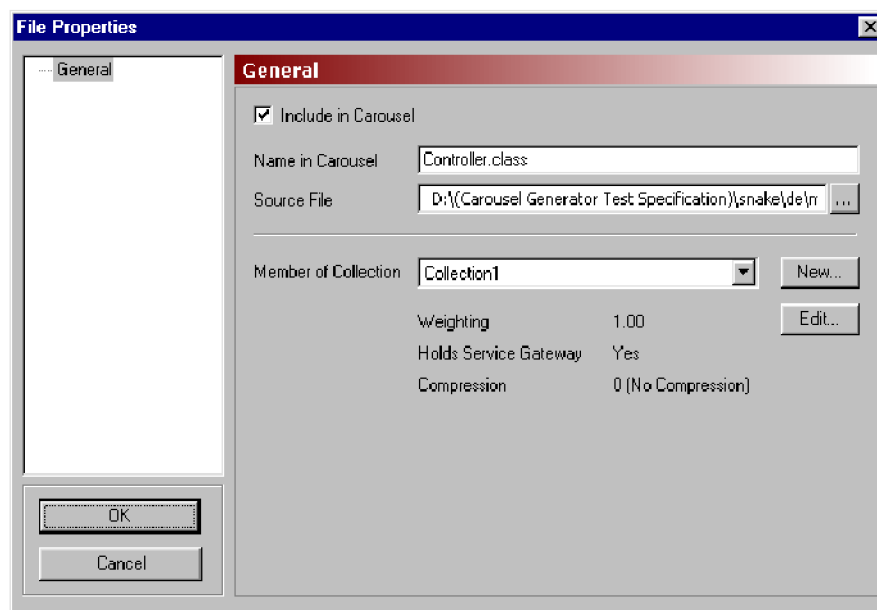 File Properties
General
General
Include in Carousel
Name in Carousel Controller.class
Source File D:\(Carousel Generator Test Specification)\snake\de\m ...
Member of Collection Collection1 New...
Weighting 1.00 Edit...
Holds Service Gateway Yes
Compression 0 (No Compression)
OK
Cancel